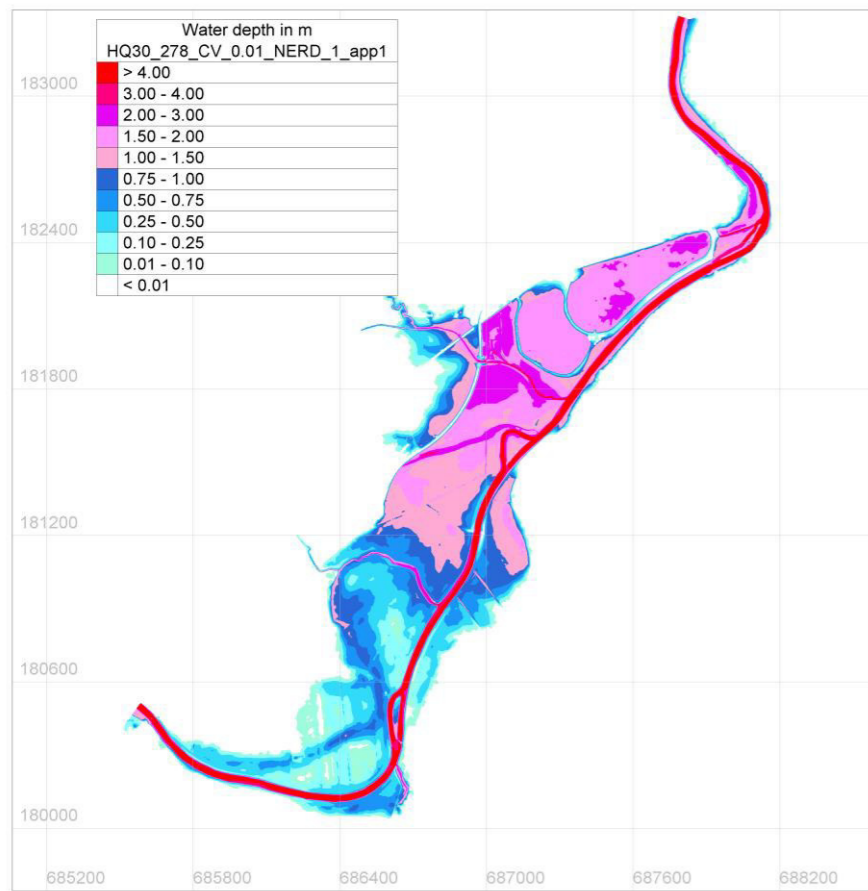 Water depth in m
HQ30_278_CV_0.01_NERD_1_app1
> 4.00
3.00 - 4.00
2.00 - 3.00
1.50 - 2.00
1.00 - 1.50
0.75 - 1.00
0.50 - 0.75
0.25 - 0.50
0.10 - 0.25
0.01 - 0.10
< 0.01
183000
182400
181800
181200
180600
180000
685200
685800
686400
687000
687600
688200